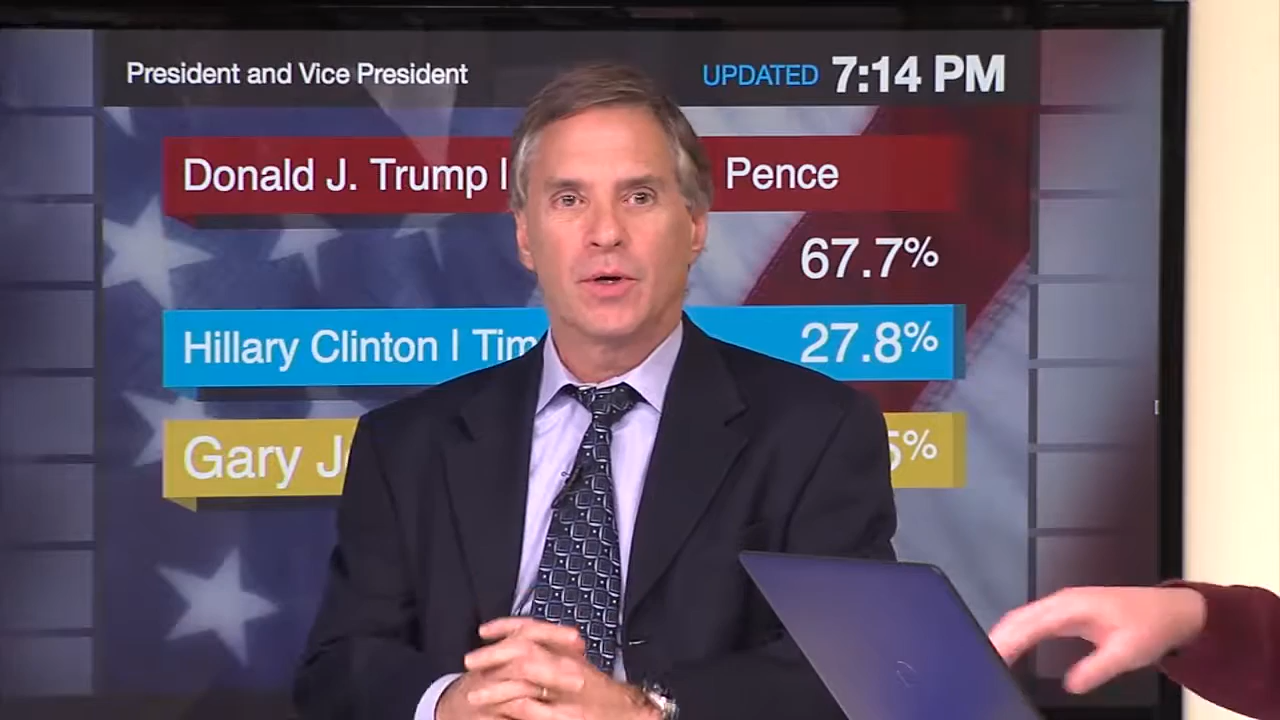 President and Vice President
UPDATED 7:14 PM
Donald J. Trump | Pence
67.7%
Hillary Clinton | Tim 27.8%
Gary J 5%